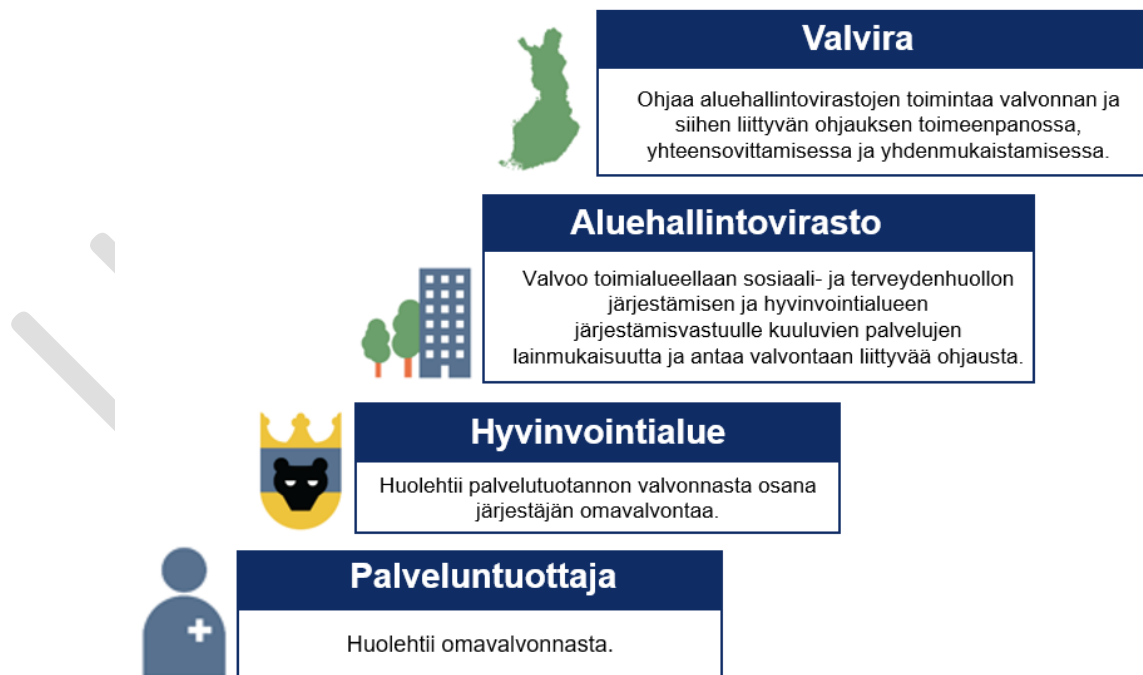 Valvira
Ohjaa aluehallintovirastojen toimintaa valvonnan ja
siihen liittyvän ohjauksen toimeenpanossa,
yhteensovittamisessa ja yhdenmukaistamisessa.
Aluehallintovirasto
Valvoo toimialueellaan sosiaali- ja terveydenhuollon
järjestämisen ja hyvinvointialueen
järjestämisvastuulle kuuluvien palvelujen
lainmukaisuutta ja antaa valvontaan liittyvää ohjausta.
Hyvinvointialue
Huolehtii palvelutuotannon valvonnasta osana
järjestäjän omavalvontaa.
Palveluntuottaja
Huolehtii omavalvonnasta.